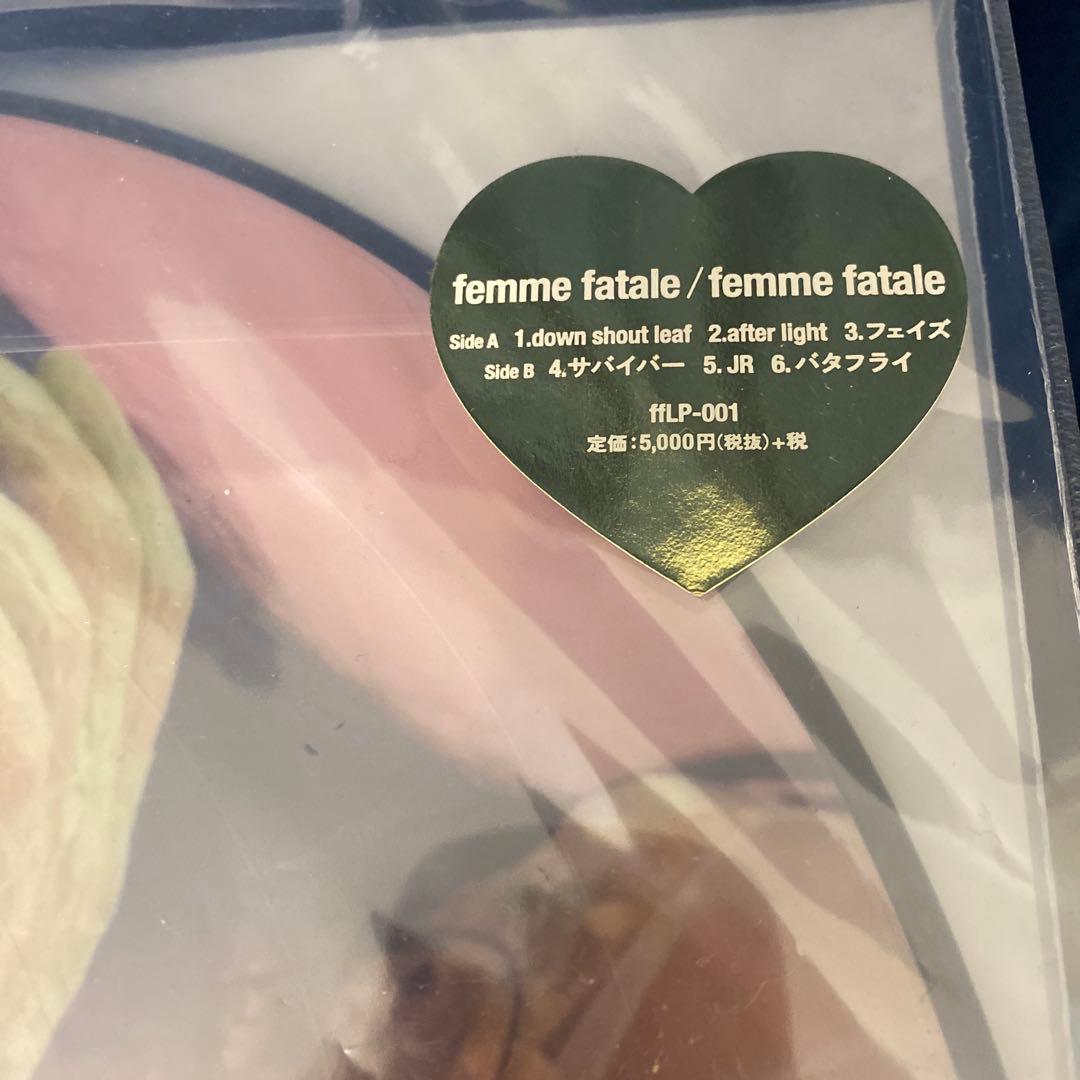 femme fatale/femme fatale
Side A 1.down shout leaf 2.after light 3.フェイズ
Side B 4.サバイバー 5.JR 6.バタフライ
ffLP-001
定価:5,000円(税抜)+税